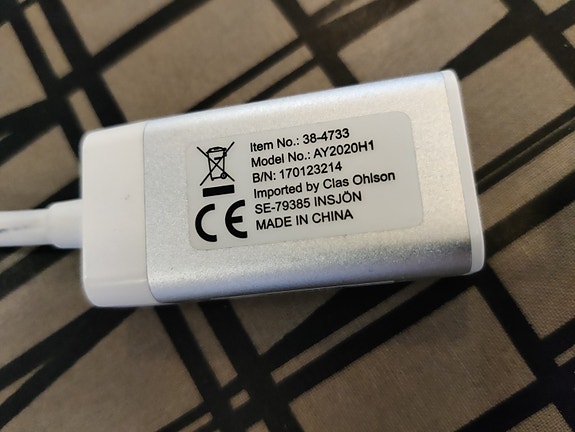 Item No.: 38-4733
Model No.: AY2020H1
B/N: 170123214
Imported by Clas Ohlson
SE-79385 INSJÖN
CE MADE IN CHINA